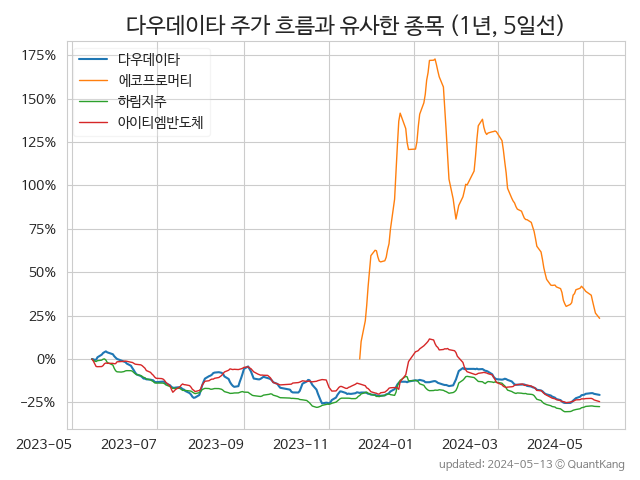 다우데이타 주가 흐름과 유사한 종목 (1년, 5일선)
다우데이타
에코프로머티
하림지주
아이티엠반도체
175%
150%
125%
100%
75%
50%
25%
0%
−25%
2023-05 2023-07 2023-09 2023-11 2024-01 2024-03 2024-05
updated: 2024-05-13 © QuantKang